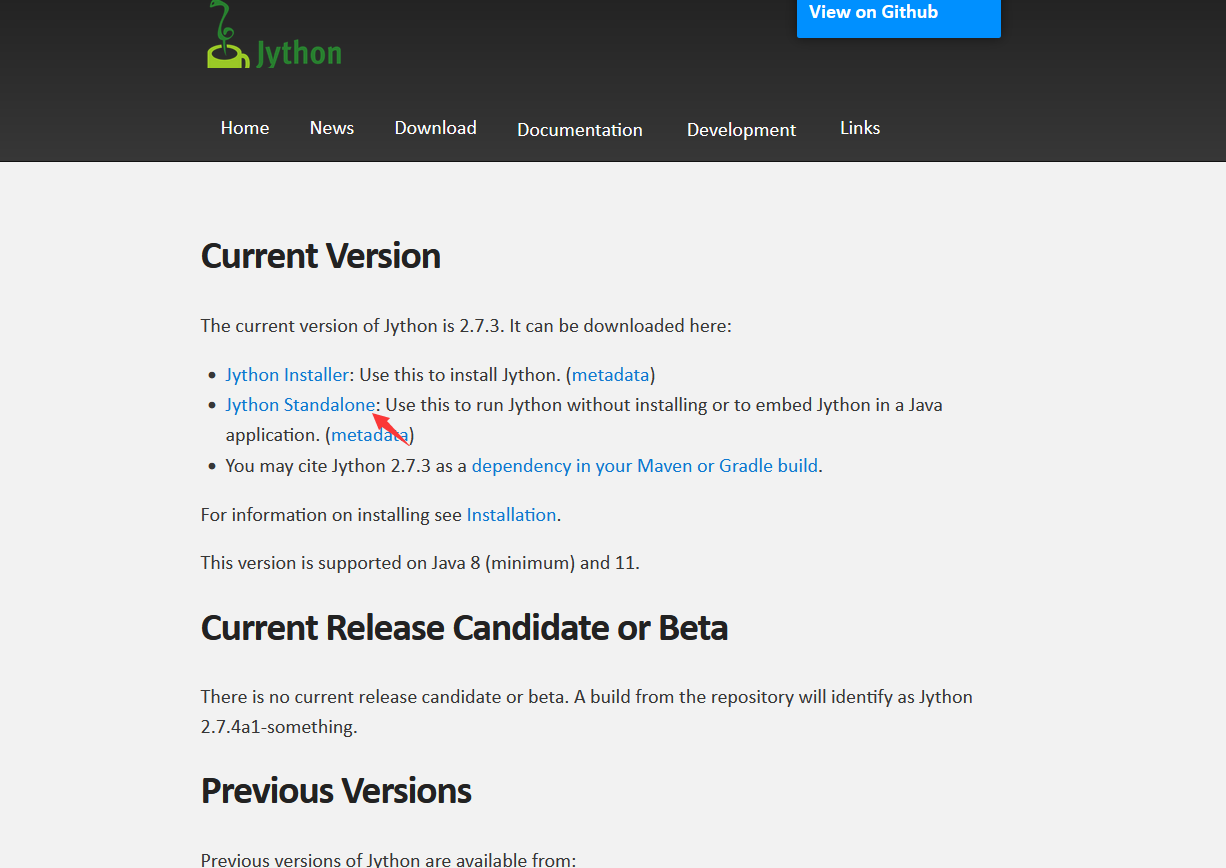 View on Github
Jython
Home News Download Documentation Development Links
Current Version
The current version of Jython is 2.7.3. It can be downloaded here:
• Jython Installer: Use this to install Jython. (metadata)
• Jython Standalone: Use this to run Jython without installing or to embed Jython in a Java
application. (metadata)
• You may cite Jython 2.7.3 as a dependency in your Maven or Gradle build.
For information on installing see Installation.
This version is supported on Java 8 (minimum) and 11.
Current Release Candidate or Beta
There is no current release candidate or beta. A build from the repository will identify as Jython
2.7.4a1-something.
Previous Versions
Previous versions of Jython are available from: